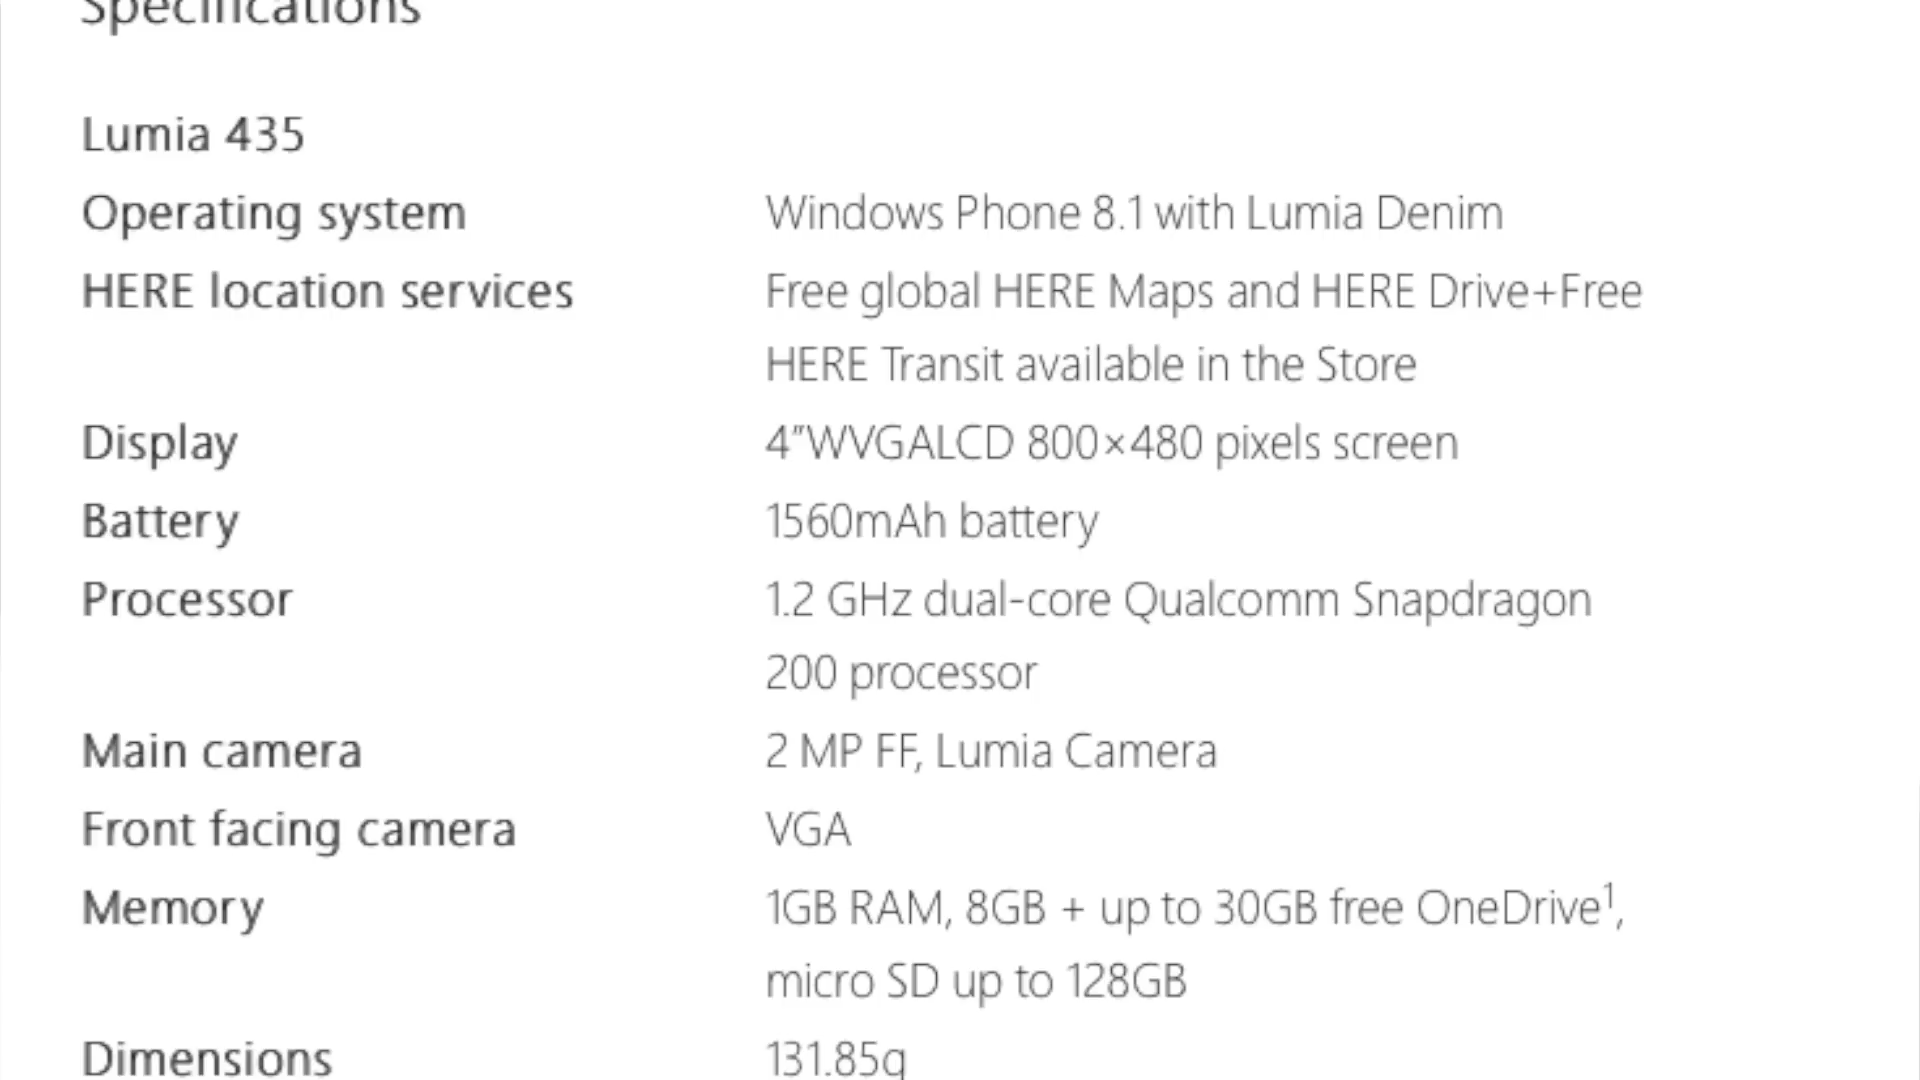 Specifications
Lumia 435
Operating system Windows Phone 8.1 with Lumia Denim
HERE location services Free global HERE Maps and HERE Drive+Free
HERE Transit available in the Store
Display 4”WVGALCD 800×480 pixels screen
Battery 1560mAh battery
Processor 1.2 GHz dual-core Qualcomm Snapdragon
200 processor
Main camera 2 MP FF, Lumia Camera
Front facing camera VGA
Memory 1GB RAM, 8GB + up to 30GB free OneDrive¹,
micro SD up to 128GB
Dimensions 131.85g